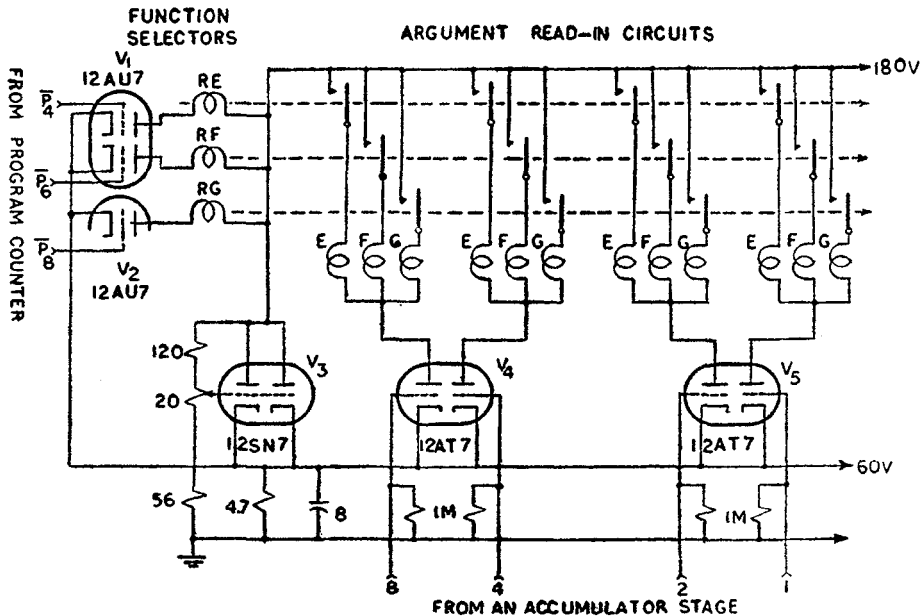 FUNCTION
SELECTORS
ARGUMENT READ-IN CIRCUITS
V1
12AU7
RE
180V
P4
FROM PROGRAM COUNTER
RF
P6
RG
P8
V2
12AU7
E F G E F G E F G E F G
120
V3
V4
V5
20
12SN7
12AT7
12AT7
60V
56
4.7
8
1M
1M
8 4 2 1
FROM AN ACCUMULATOR STAGE